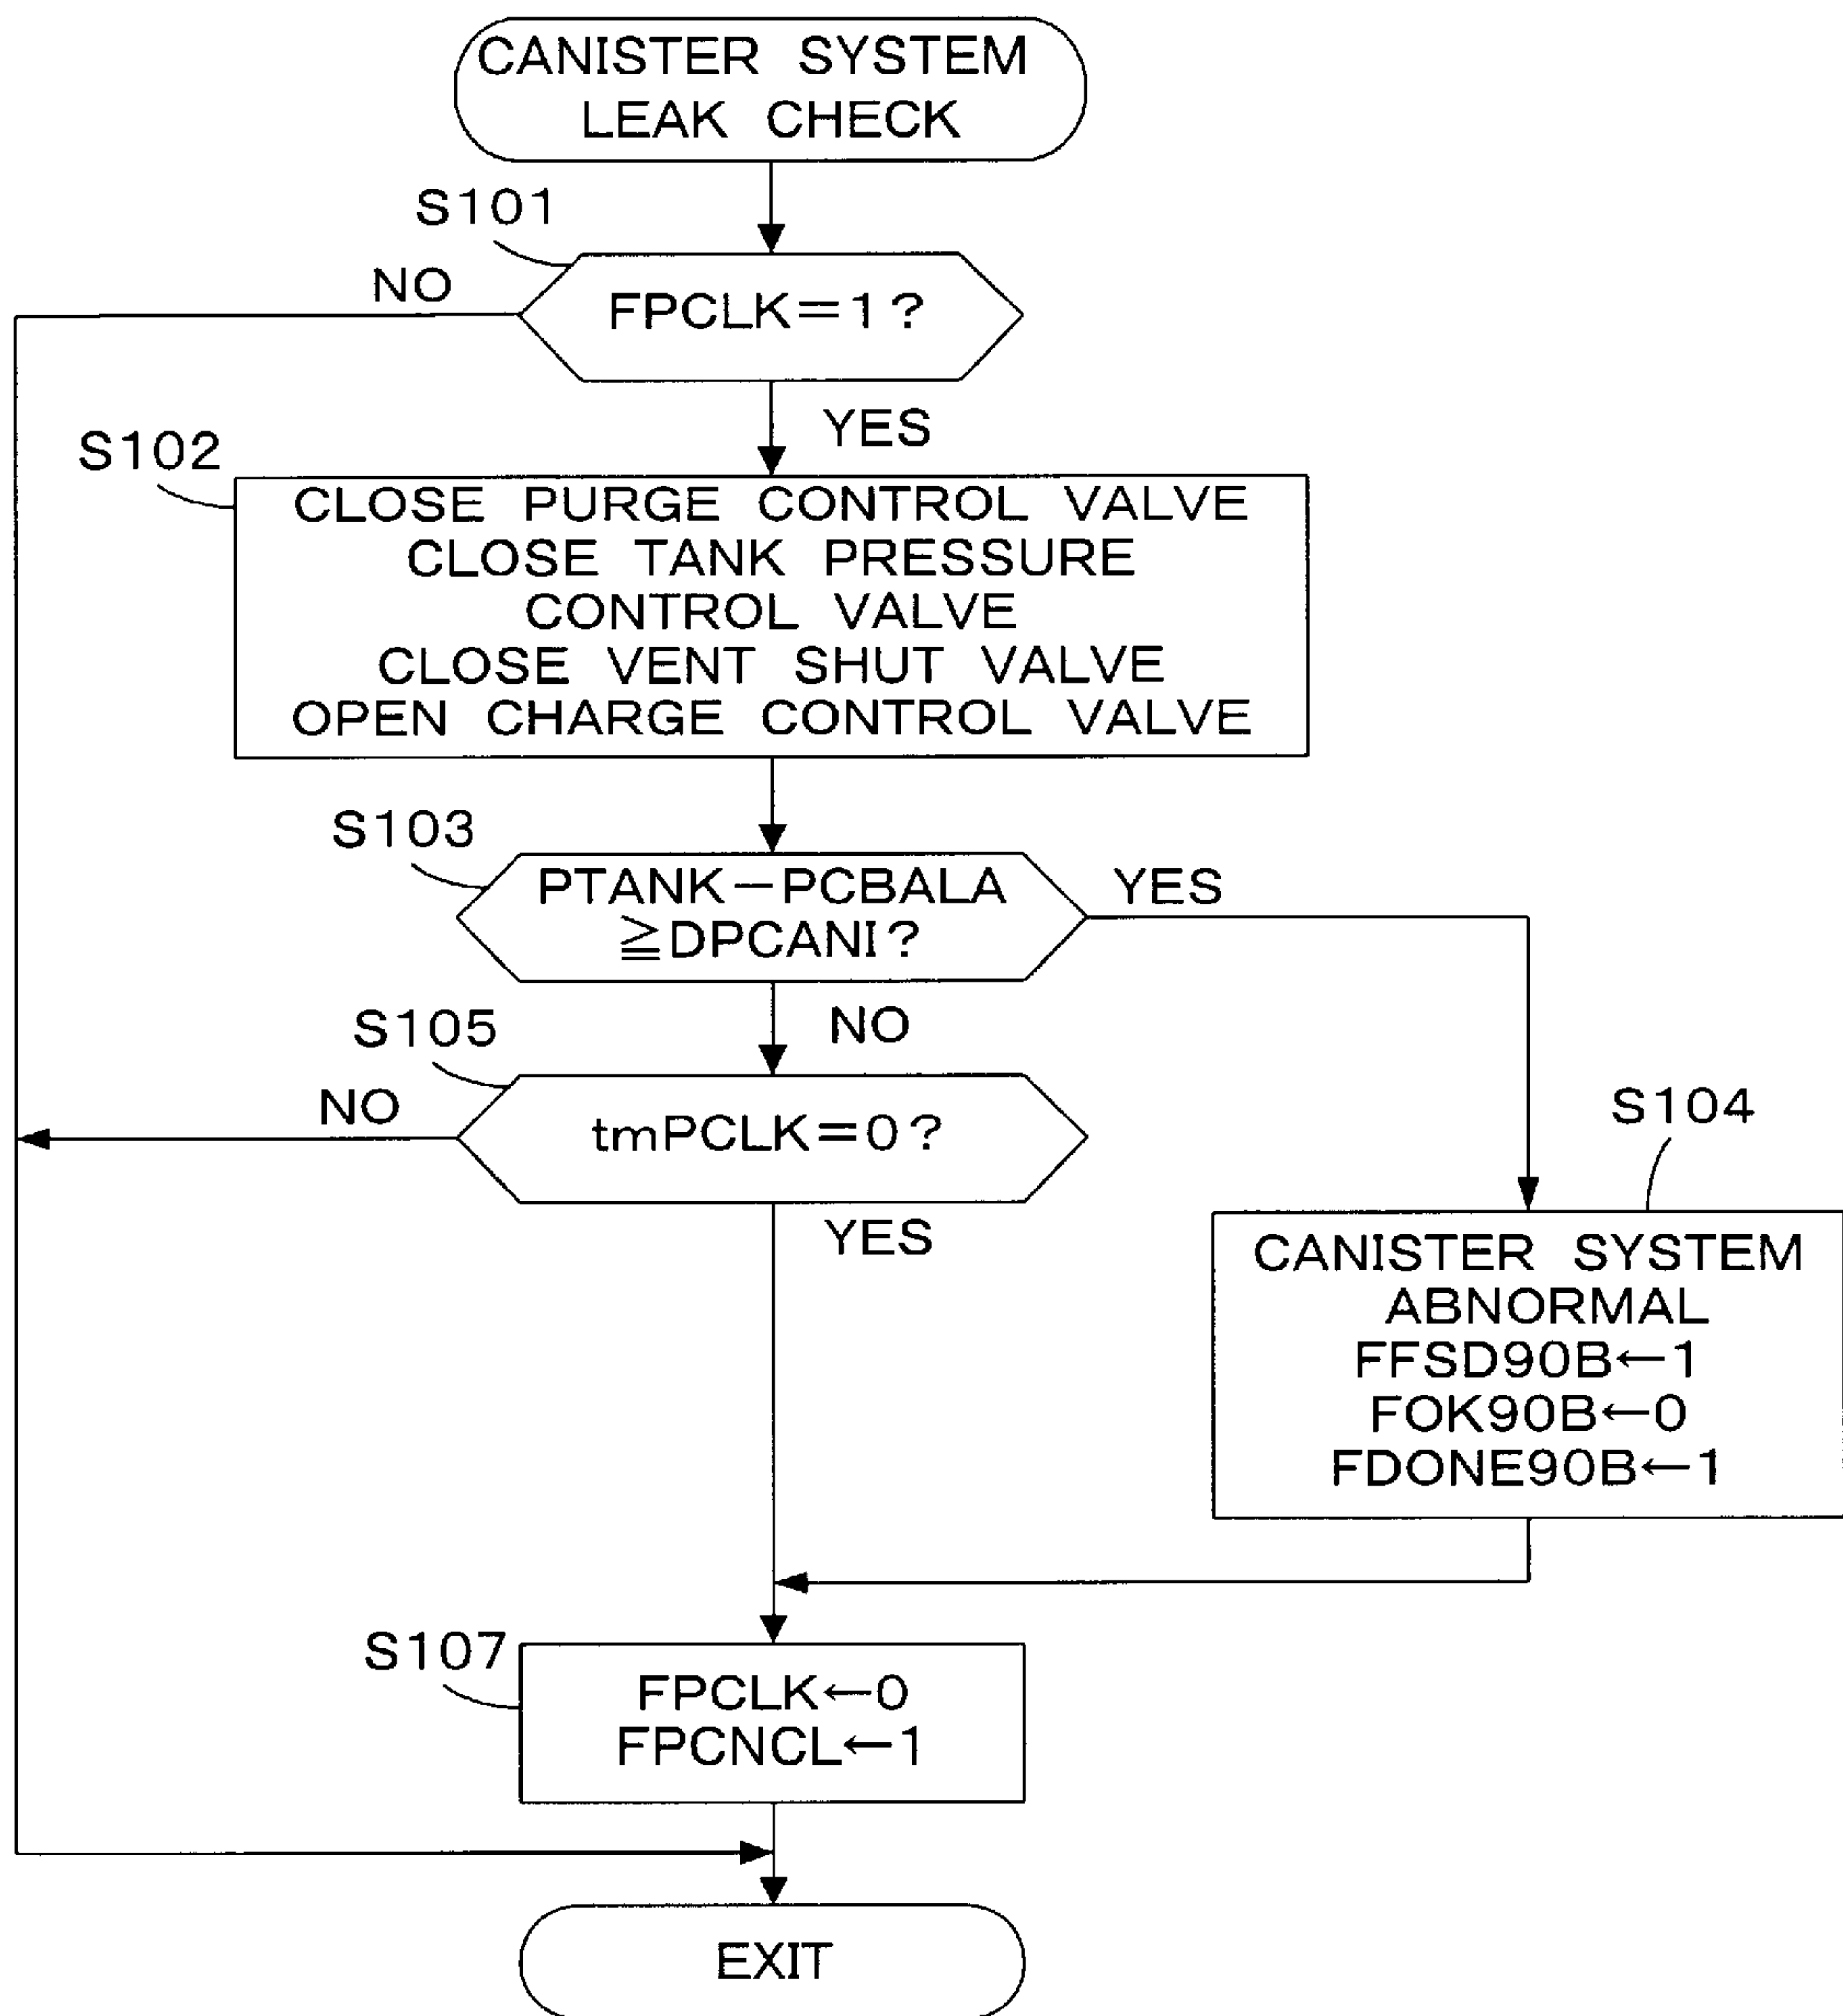 CANISTER SYSTEM
LEAK CHECK
S101
NO
FPCLK=1?
YES
S102
CLOSE PURGE CONTROL VALVE
CLOSE TANK PRESSURE
CONTROL VALVE
CLOSE VENT SHUT VALVE
OPEN CHARGE CONTROL VALVE
S103
PTANK-PCBALA
≧DPCANI?
YES
NO
S105
NO
tmPCLK=0?
YES
S104
CANISTER SYSTEM
ABNORMAL
FFSD90B←1
FOK90B←0
FDONE90B←1
S107
FPCLK←0
FPCNCL←1
EXIT